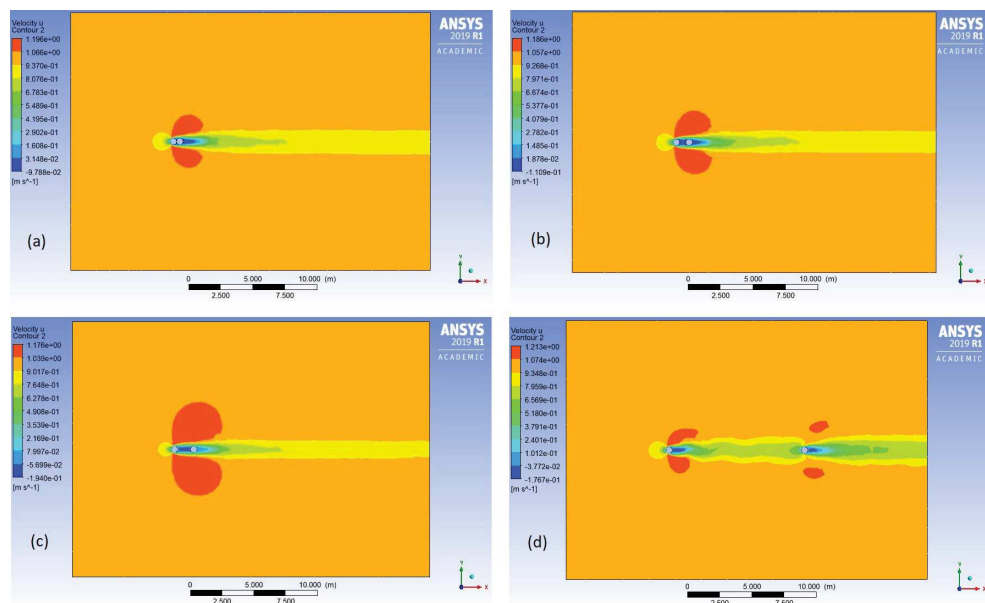 Velocity u
Contour 2
1.196e+00
1.066e+00
9.370e-01
8.076e-01
6.783e-01
5.489e-01
4.195e-01
2.902e-01
1.608e-01
3.148e-02
-9.788e-02
[m s^-1]
ANSYS
2019 R1
ACADEMIC
(a)
0 5.000 10.000 (m)
2.500 7.500
Y
X
Velocity u
Contour 2
1.186e+00
1.057e+00
9.268e-01
7.971e-01
6.674e-01
5.377e-01
4.079e-01
2.782e-01
1.485e-01
1.878e-02
-1.109e-01
[m s^-1]
ANSYS
2019 R1
ACADEMIC
(b)
0 5.000 10.000 (m)
2.500 7.500
Y
X
Velocity u
Contour 2
1.176e+00
1.039e+00
9.017e-01
7.648e-01
6.278e-01
4.908e-01
3.539e-01
2.169e-01
7.997e-02
-5.699e-02
-1.940e-01
[m s^-1]
ANSYS
2019 R1
ACADEMIC
(c)
0 5.000 10.000 (m)
2.500 7.500
Y
X
Velocity u
Contour 2
1.213e+00
1.074e+00
9.348e-01
7.959e-01
6.569e-01
5.180e-01
3.791e-01
2.401e-01
1.012e-01
-3.772e-02
-1.767e-01
[m s^-1]
ANSYS
2019 R1
ACADEMIC
(d)
0 5.000 10.000 (m)
2.500 7.500
Y
X